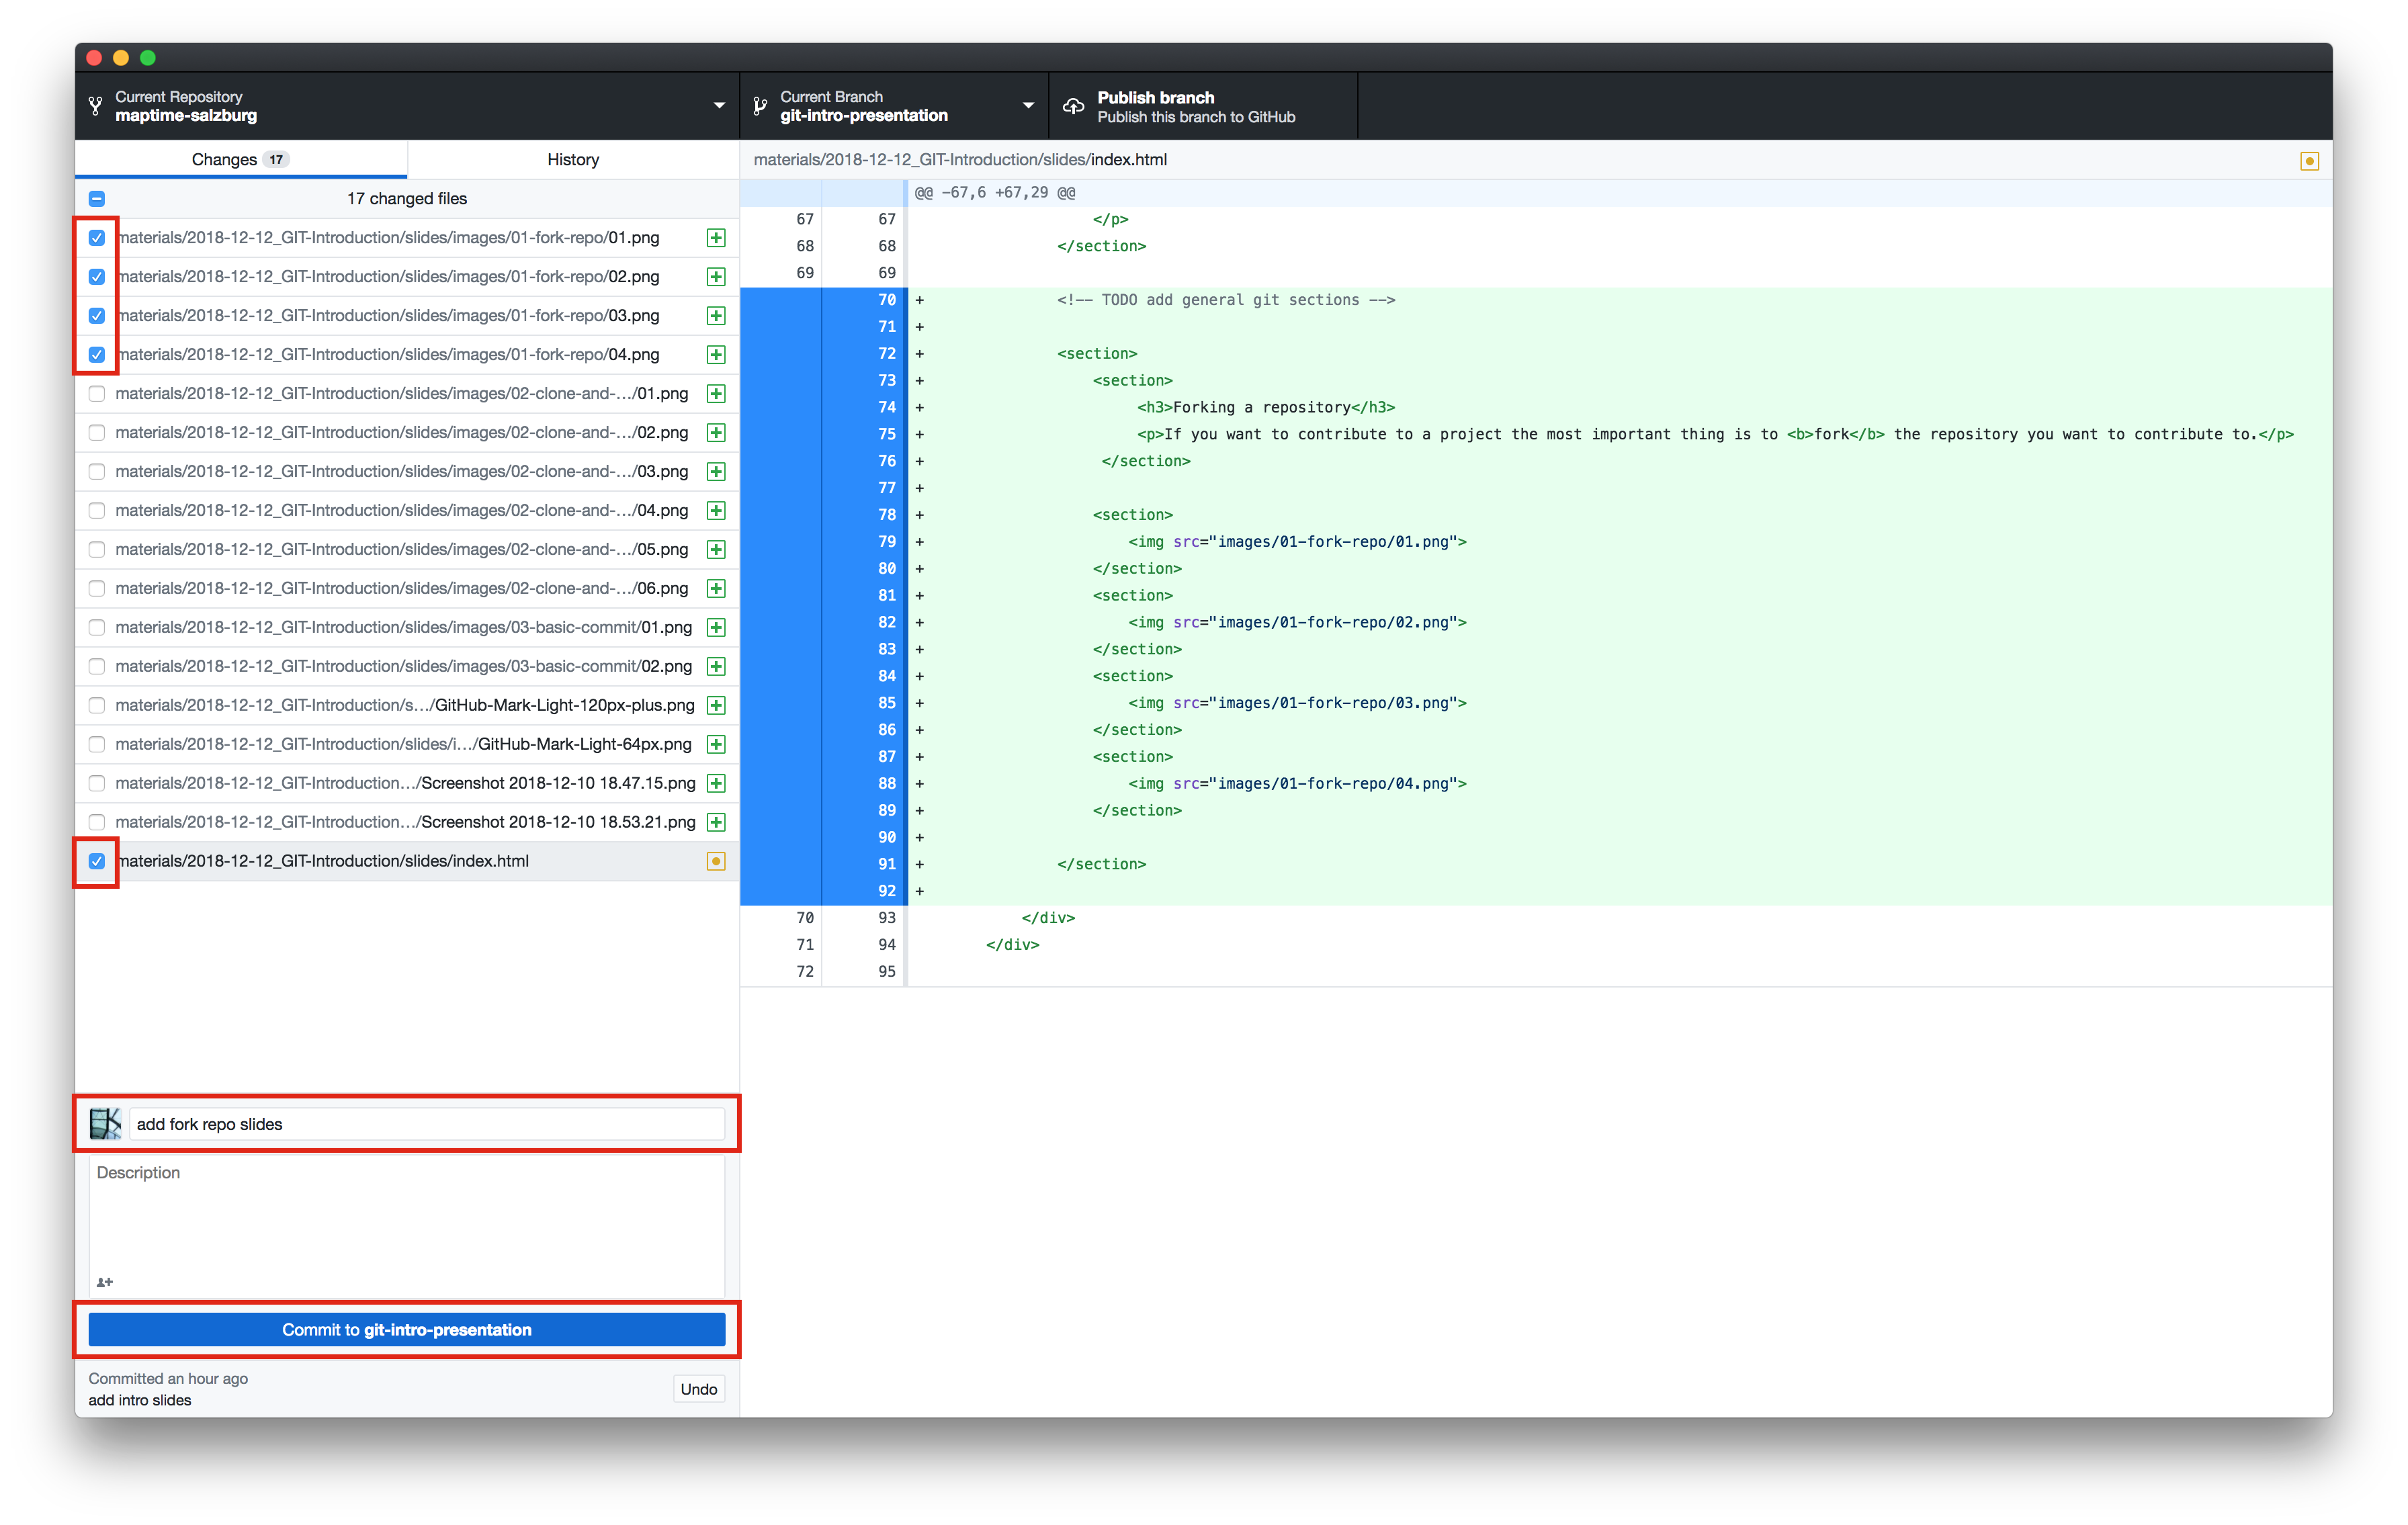 Current Repository
maptime-salzburg
Current Branch
git-intro-presentation
Publish branch
Publish this branch to GitHub
Changes 17
History
17 changed files
materials/2018-12-12_GIT-Introduction/slides/images/01-fork-repo/01.png
materials/2018-12-12_GIT-Introduction/slides/images/01-fork-repo/02.png
materials/2018-12-12_GIT-Introduction/slides/images/01-fork-repo/03.png
materials/2018-12-12_GIT-Introduction/slides/images/01-fork-repo/04.png
materials/2018-12-12_GIT-Introduction/slides/images/02-clone-and-…/01.png
materials/2018-12-12_GIT-Introduction/slides/images/02-clone-and-…/02.png
materials/2018-12-12_GIT-Introduction/slides/images/02-clone-and-…/03.png
materials/2018-12-12_GIT-Introduction/slides/images/02-clone-and-…/04.png
materials/2018-12-12_GIT-Introduction/slides/images/02-clone-and-…/05.png
materials/2018-12-12_GIT-Introduction/slides/images/02-clone-and-…/06.png
materials/2018-12-12_GIT-Introduction/slides/images/03-basic-commit/01.png
materials/2018-12-12_GIT-Introduction/slides/images/03-basic-commit/02.png
materials/2018-12-12_GIT-Introduction/s…/GitHub-Mark-Light-120px-plus.png
materials/2018-12-12_GIT-Introduction/slides/i…/GitHub-Mark-Light-64px.png
materials/2018-12-12_GIT-Introduction…/Screenshot 2018-12-10 18.47.15.png
materials/2018-12-12_GIT-Introduction…/Screenshot 2018-12-10 18.53.21.png
materials/2018-12-12_GIT-Introduction/slides/index.html
add fork repo slides
Description
Commit to git-intro-presentation
Committed an hour ago
add intro slides
Undo
materials/2018-12-12_GIT-Introduction/slides/index.html
@@ -67,6 +67,29 @@
67 67 </p>
68 68 </section>
69 69
70 + <!-- TODO add general git sections -->
71 +
72 + <section>
73 + <section>
74 + <h3>Forking a repository</h3>
75 + <p>If you want to contribute to a project the most important thing is to <b>fork</b> the repository you want to contribute to.</p>
76 + </section>
77 +
78 + <section>
79 + <img src="images/01-fork-repo/01.png">
80 + </section>
81 + <section>
82 + <img src="images/01-fork-repo/02.png">
83 + </section>
84 + <section>
85 + <img src="images/01-fork-repo/03.png">
86 + </section>
87 + <section>
88 + <img src="images/01-fork-repo/04.png">
89 + </section>
90 +
91 + </section>
92 +
70 93 </div>
71 94 </div>
72 95